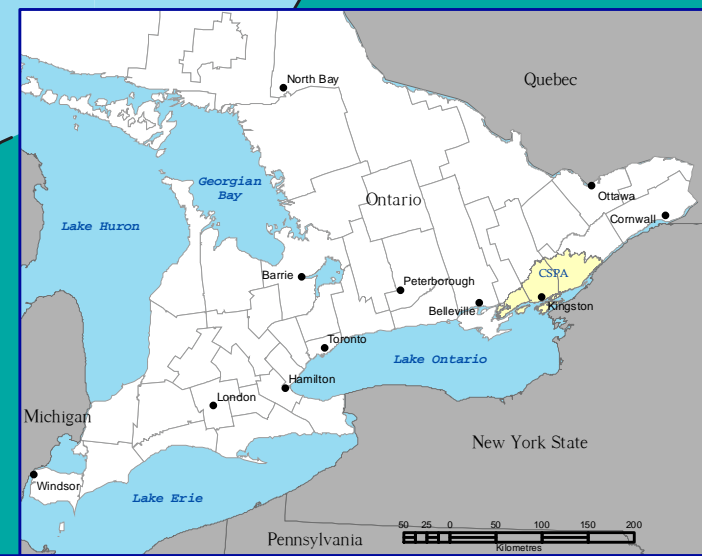 North Bay
Quebec
Georgian
Bay
Ottawa
Ontario
Cornwall
Lake Huron
CSPA
Barrie
Peterborough
Belleville
Kingston
Toronto
Lake Ontario
Hamilton
London
Michigan
New York State
Windsor
Lake Erie
Pennsylvania
50 25 0 50 100 150 200
Kilometres